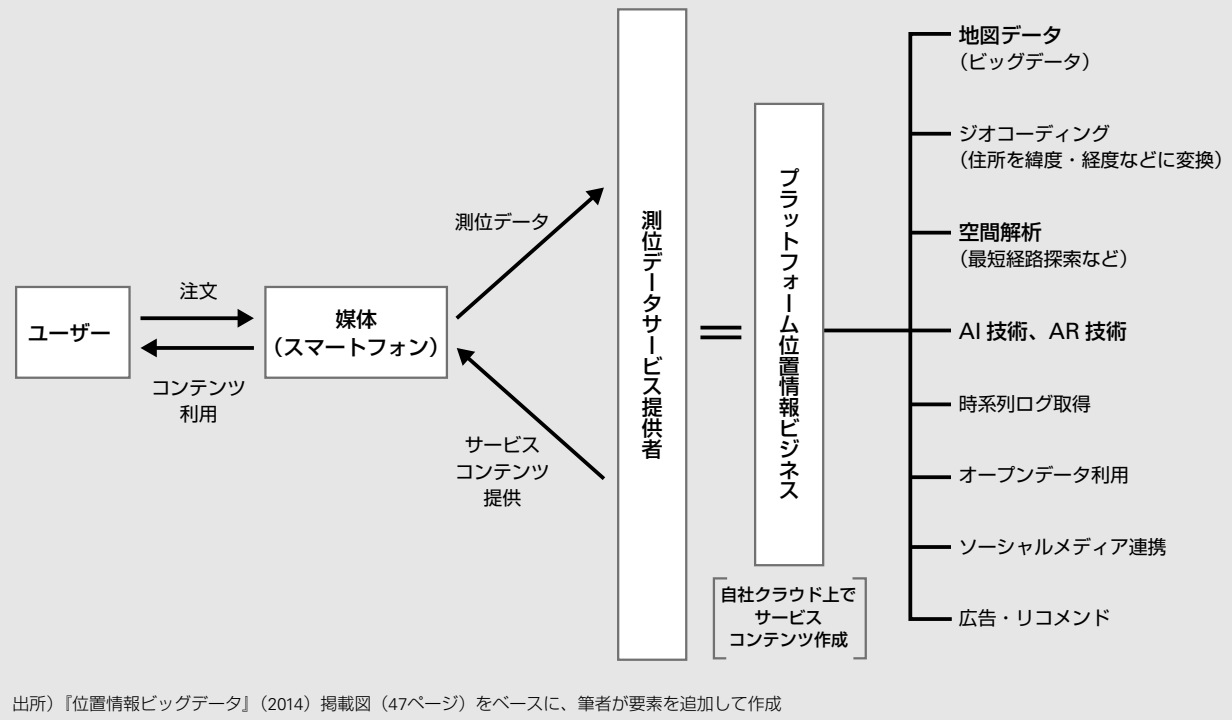 ユーザー
注文
コンテンツ
利用
媒体
（スマートフォン）
測位データ
サービス
コンテンツ
提供
測位データサービス提供者
＝
プラットフォーム位置情報ビジネス
自社クラウド上で
サービス
コンテンツ作成
地図データ
（ビッグデータ）
ジオコーディング
（住所を緯度・経度などに変換）
空間解析
（最短経路探索など）
AI 技術、AR 技術
時系列ログ取得
オープンデータ利用
ソーシャルメディア連携
広告・リコメンド
出所）『位置情報ビッグデータ』（2014）掲載図（47ページ）をベースに、筆者が要素を追加して作成